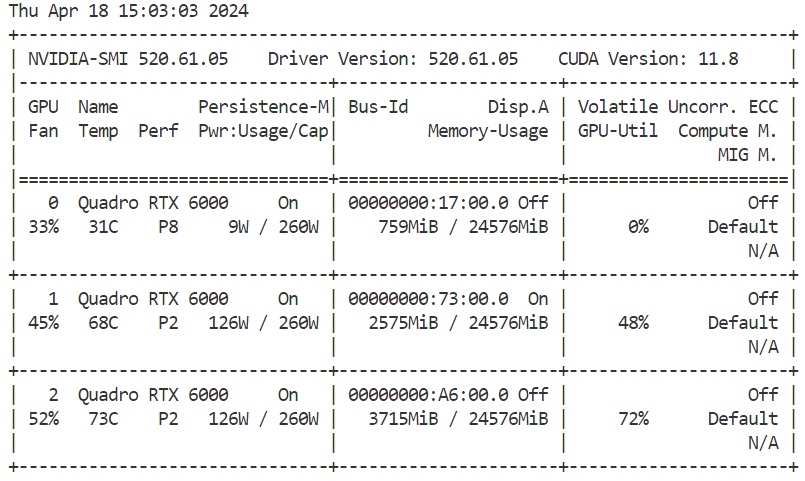 Thu Apr 18 15:03:03 2024
+-----------------------------------------------------------------------------+
| NVIDIA-SMI 520.61.05    Driver Version: 520.61.05    CUDA Version: 11.8     |
|-------------------------------+----------------------+----------------------+
| GPU  Name        Persistence-M| Bus-Id        Disp.A | Volatile Uncorr. ECC |
| Fan  Temp  Perf  Pwr:Usage/Cap|         Memory-Usage | GPU-Util  Compute M. |
|                               |                      |               MIG M. |
|===============================+======================+======================|
|   0  Quadro RTX 6000     On   | 00000000:17:00.0 Off |                  Off |
| 33%   31C    P8     9W / 260W |    759MiB / 24576MiB |      0%      Default |
|                               |                      |                  N/A |
+-------------------------------+----------------------+----------------------+
|   1  Quadro RTX 6000     On   | 00000000:73:00.0  On |                  Off |
| 45%   68C    P2   126W / 260W |   2575MiB / 24576MiB |     48%      Default |
|                               |                      |                  N/A |
+-------------------------------+----------------------+----------------------+
|   2  Quadro RTX 6000     On   | 00000000:A6:00.0 Off |                  Off |
| 52%   73C    P2   126W / 260W |   3715MiB / 24576MiB |     72%      Default |
|                               |                      |                  N/A |
+-------------------------------+----------------------+----------------------+